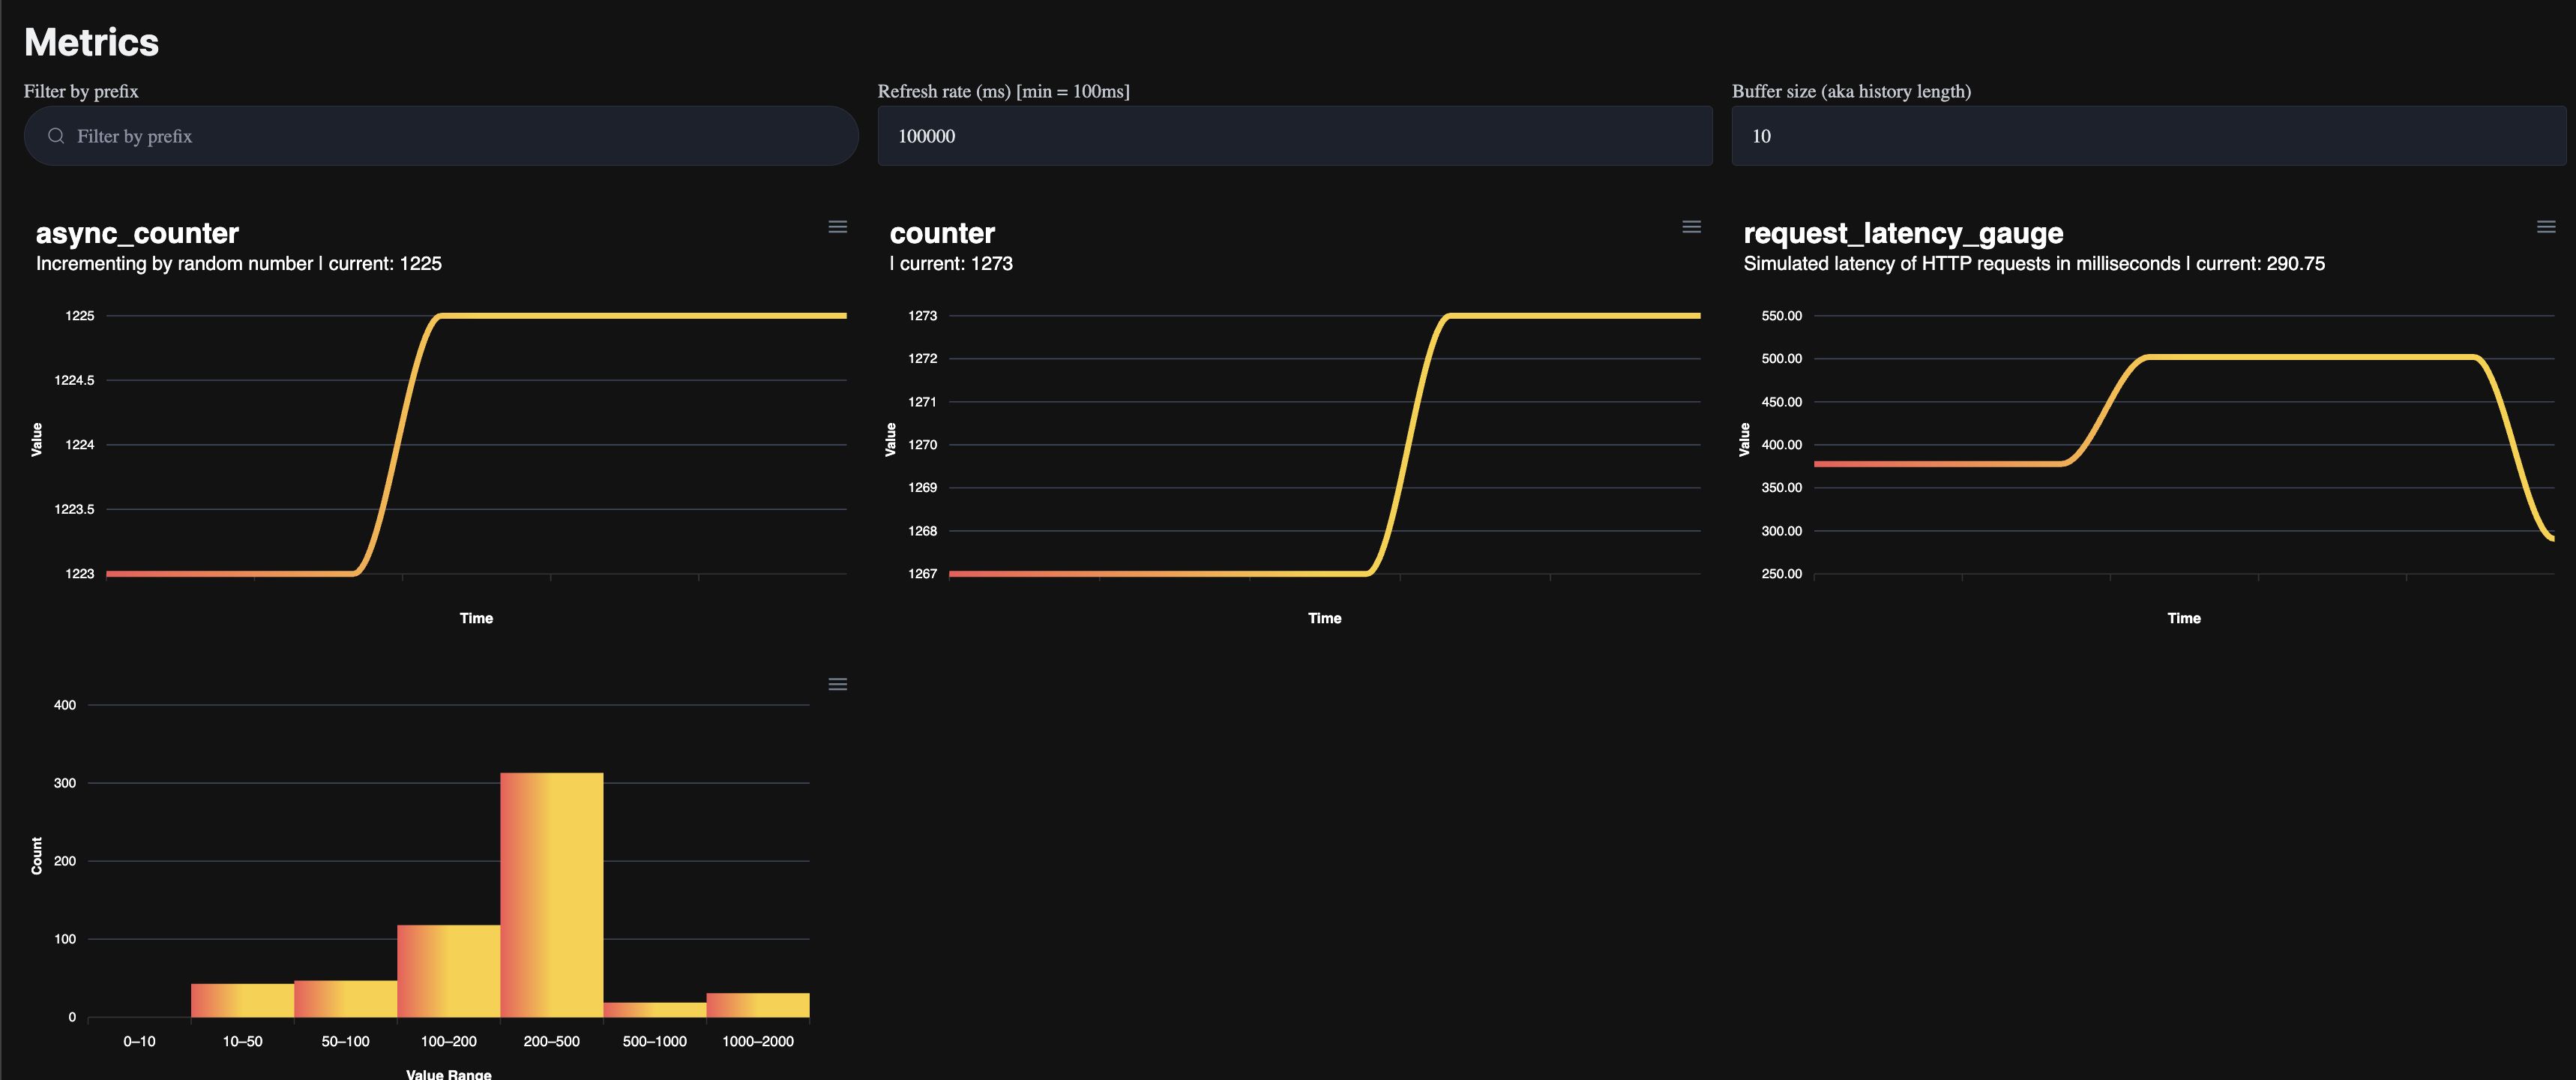 Metrics
Filter by prefix
Refresh rate (ms) [min = 100ms]
Buffer size (aka history length)
Filter by prefix
100000
10
async_counter
Incrementing by random number | current: 1225
1225
1224.5
1224
1223.5
1223
Value
Time
counter
| current: 1273
1273
1272
1271
1270
1269
1268
1267
Value
Time
request_latency_gauge
Simulated latency of HTTP requests in milliseconds | current: 290.75
550.00
500.00
450.00
400.00
350.00
300.00
250.00
Value
Time
400
300
200
100
0
Count
0–10
10–50
50–100
100–200
200–500
500–1000
1000–2000
Value Range